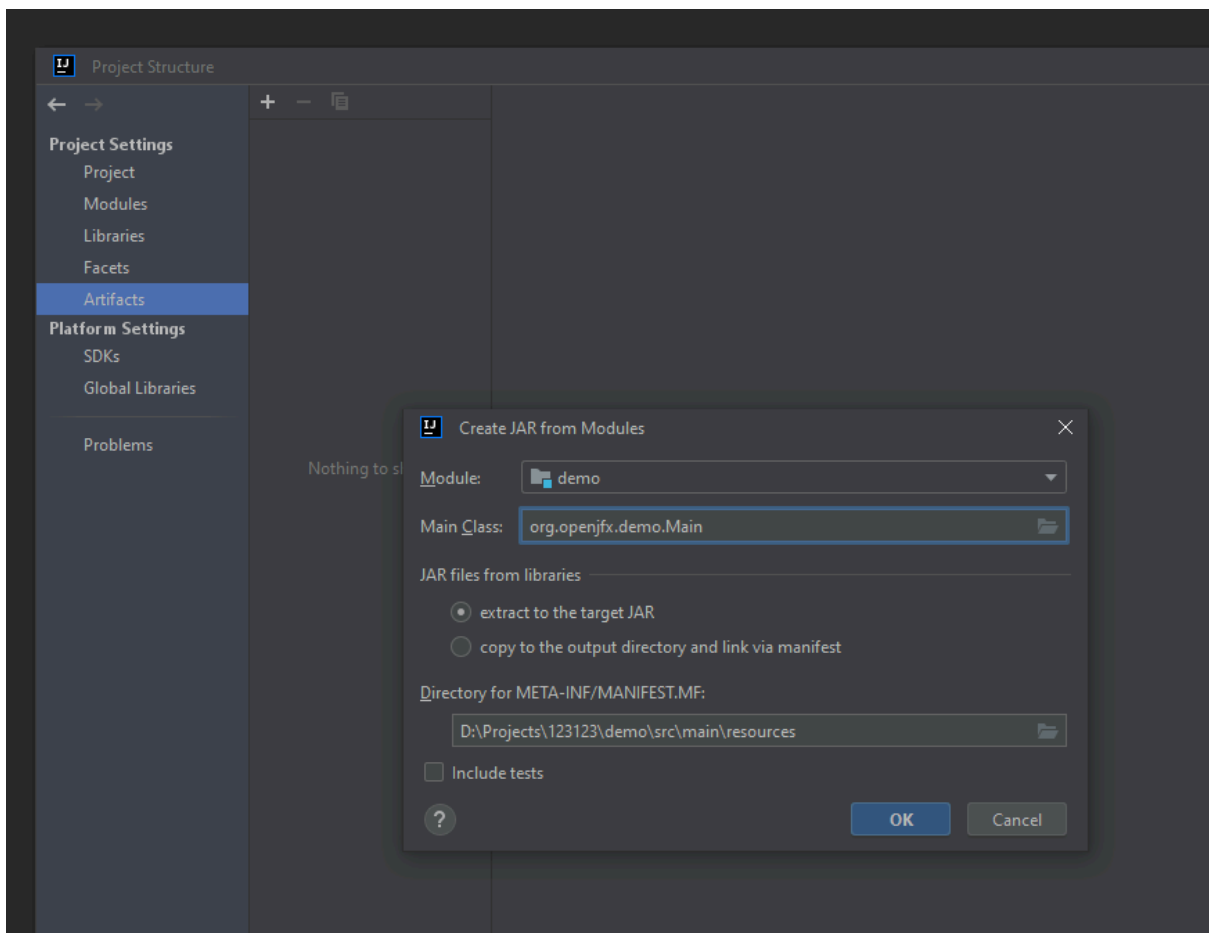 IJ Project Structure
Project Settings
Project
Modules
Libraries
Facets
Artifacts
Platform Settings
SDKs
Global Libraries
Problems
Nothing to
IJ Create JAR from Modules
Module: demo
Main Class: org.openjfx.demo.Main
JAR files from libraries
extract to the target JAR
copy to the output directory and link via manifest
Directory for META-INF/MANIFEST.MF:
D:\Projects\123123\demo\src\main\resources
Include tests
? OK Cancel